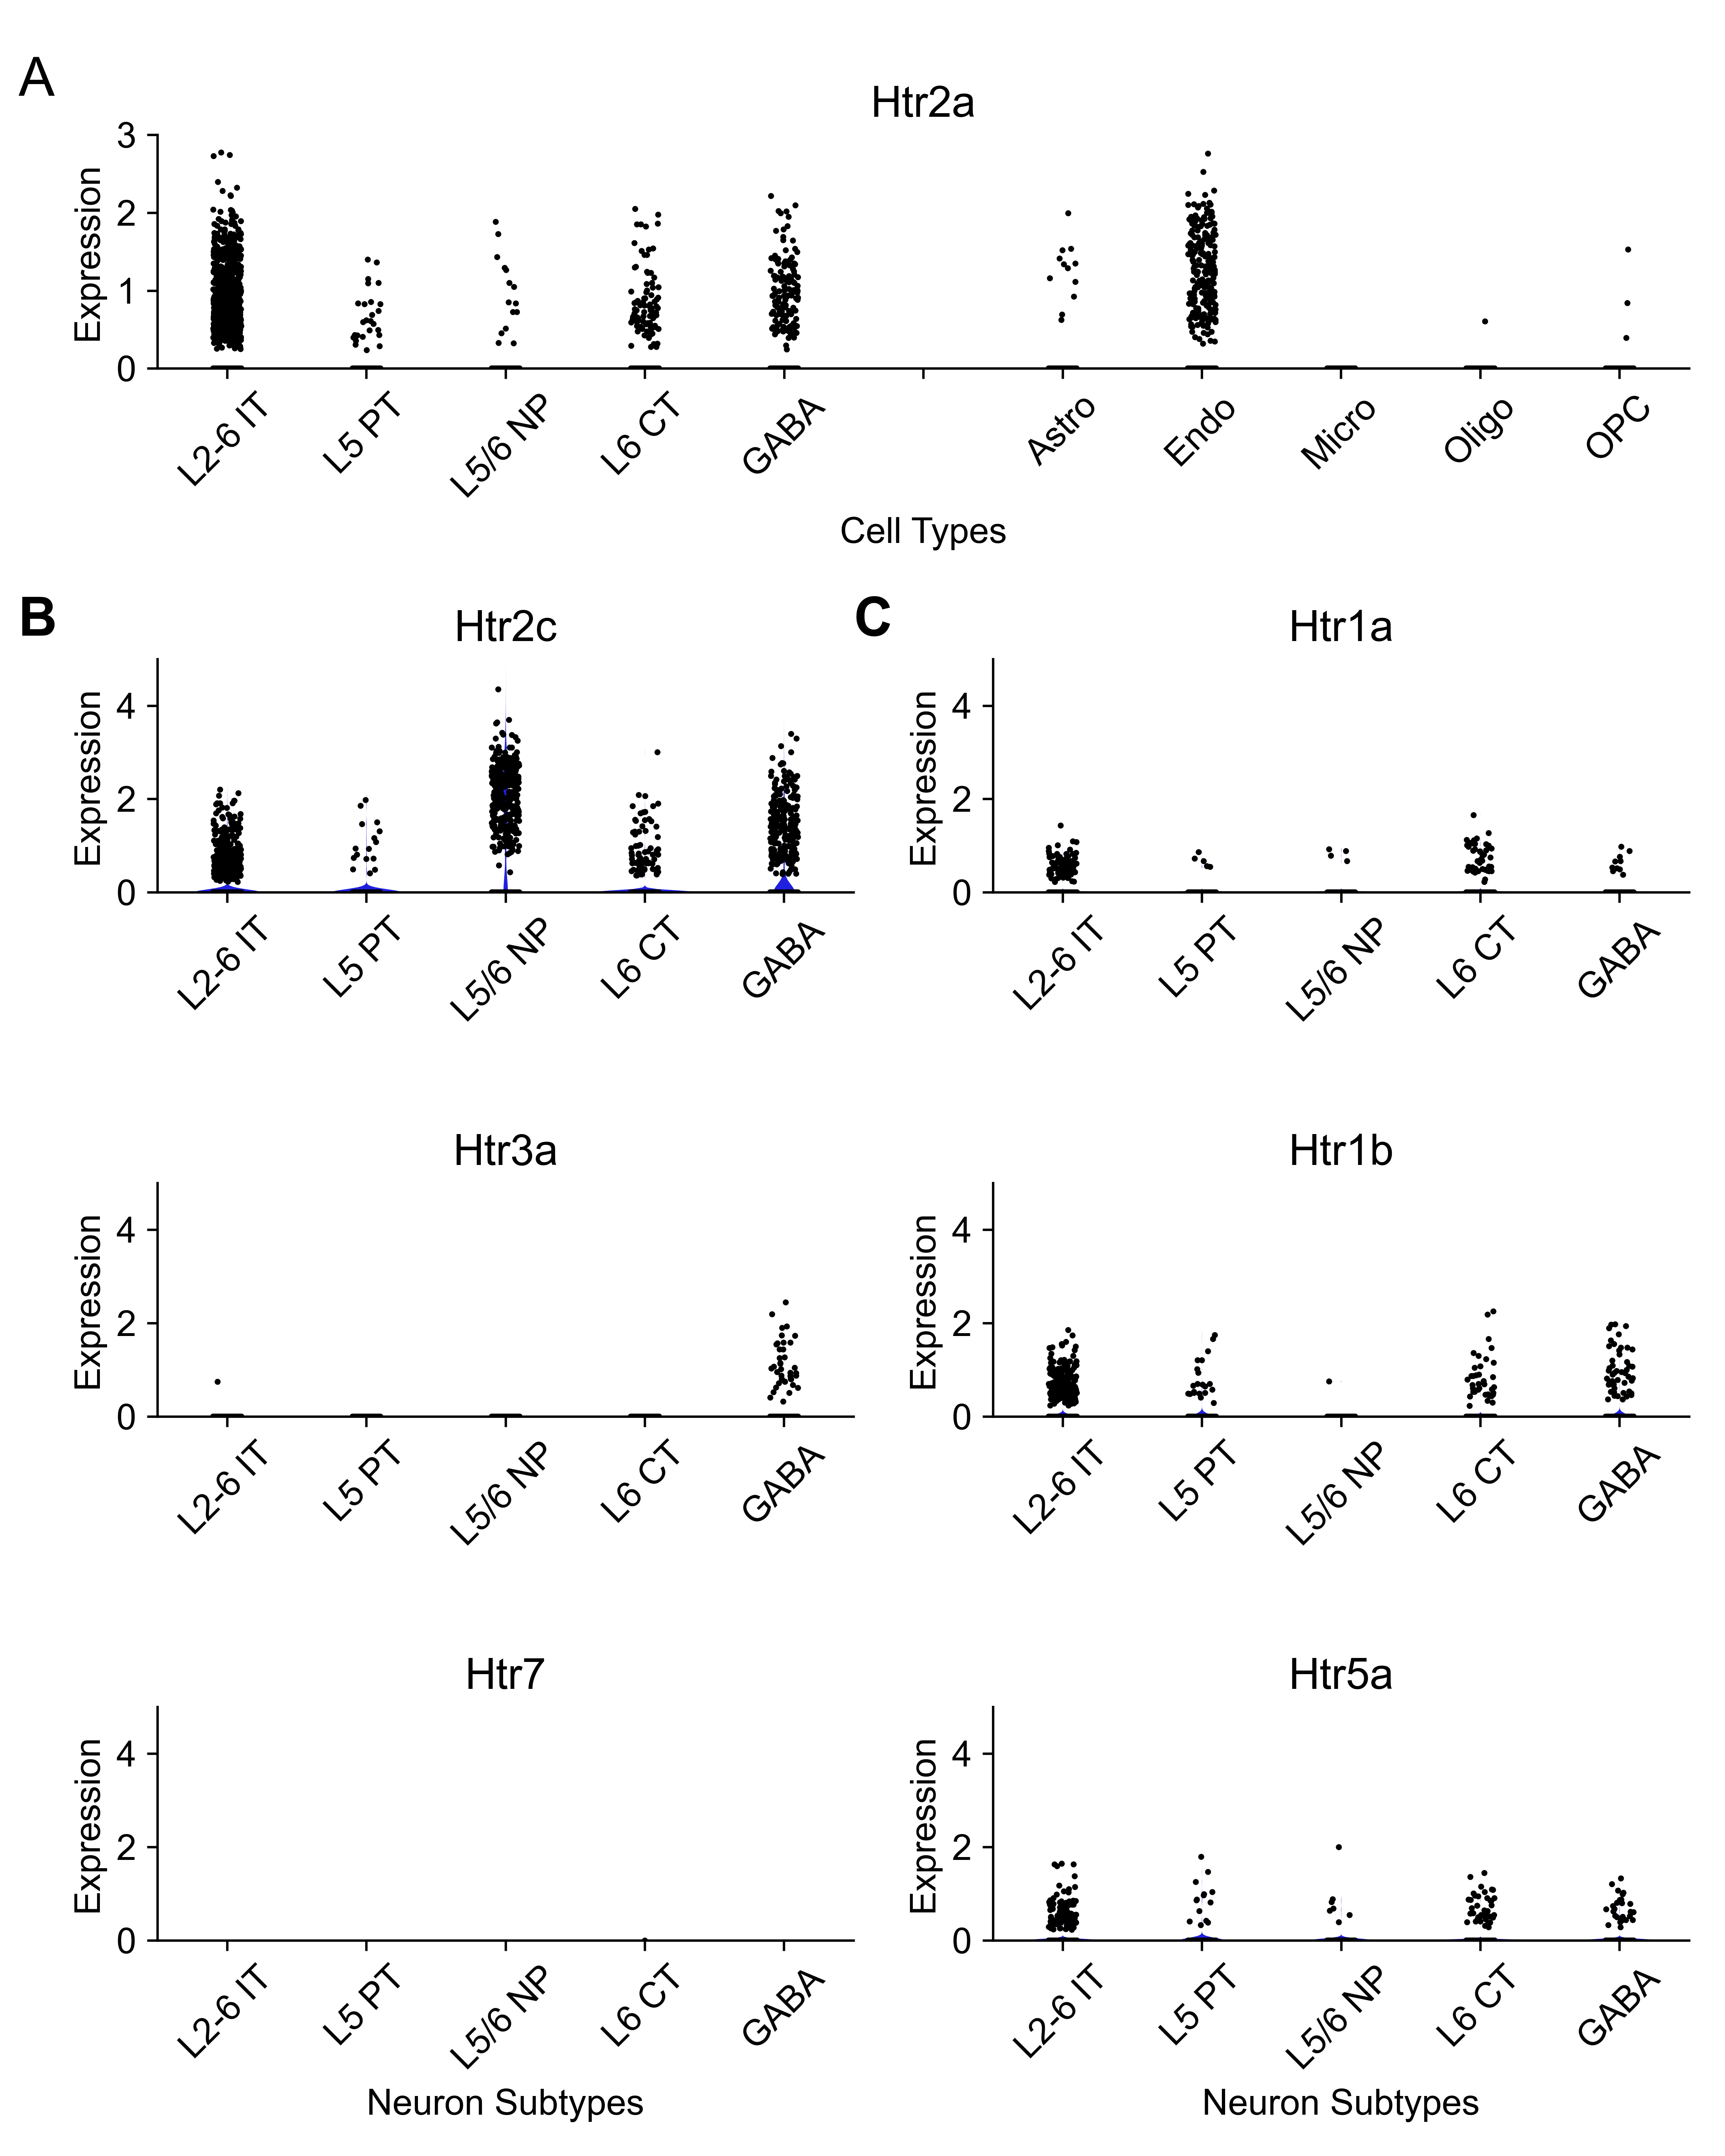 A
Htr2a
Expression
3
2
1
0
L2-6 IT
L5 PT
L5/6 NP
L6 CT
GABA
Astro
Endo
Micro
Oligo
OPC
Cell Types
B
Htr2c
Expression
4
2
0
L2-6 IT
L5 PT
L5/6 NP
L6 CT
GABA
C
Htr1a
Expression
4
2
0
L2-6 IT
L5 PT
L5/6 NP
L6 CT
GABA
Htr3a
Expression
4
2
0
L2-6 IT
L5 PT
L5/6 NP
L6 CT
GABA
Htr1b
Expression
4
2
0
L2-6 IT
L5 PT
L5/6 NP
L6 CT
GABA
Htr7
Expression
4
2
0
L2-6 IT
L5 PT
L5/6 NP
L6 CT
GABA
Neuron Subtypes
Htr5a
Expression
4
2
0
L2-6 IT
L5 PT
L5/6 NP
L6 CT
GABA
Neuron Subtypes